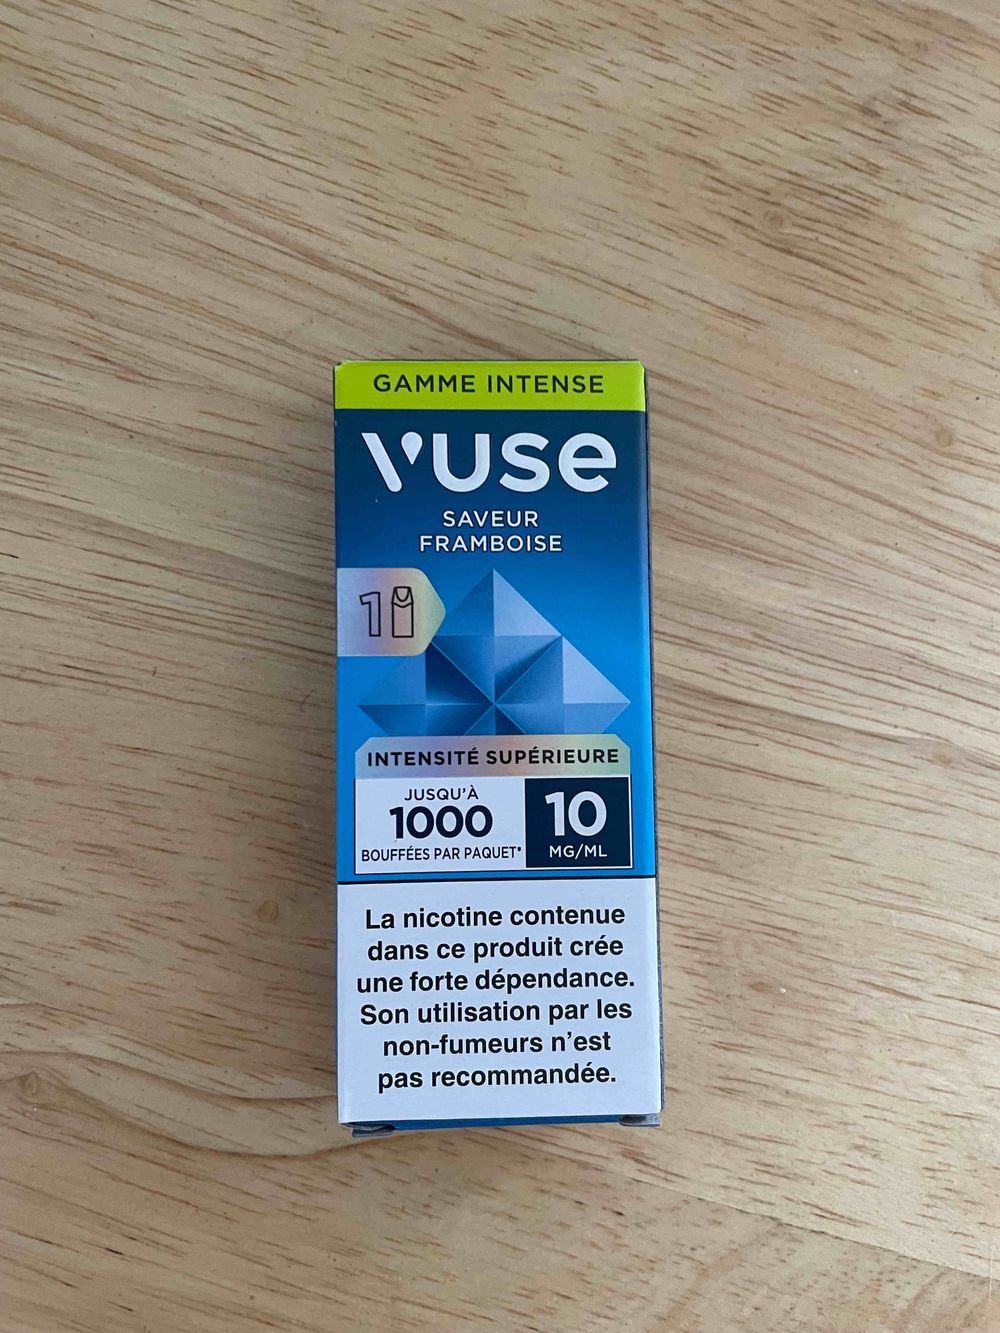 GAMME INTENSE
vuse
SAVEUR
FRAMBOISE
1
INTENSITÉ SUPÉRIEURE
JUSQU'À
1000
BOUFFÉES PAR PAQUET*
10
MG/ML
La nicotine contenue
dans ce produit crée
une forte dépendance.
Son utilisation par les
non-fumeurs n'est
pas recommandée.